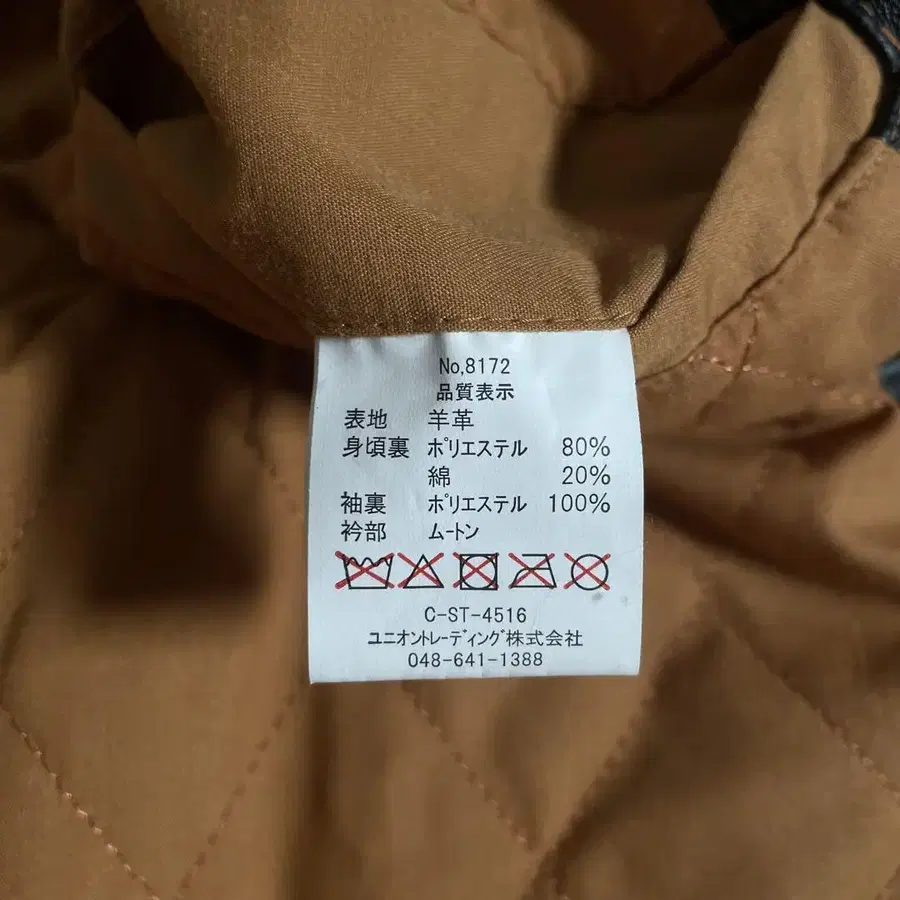 No,8172
品質表示
表地 羊革
身頃裏 ポリエステル 80%
綿 20%
袖裏 ポリエステル 100%
衿部 ムートン
C-ST-4516
ユニオントレーディング株式会社
048-641-1388